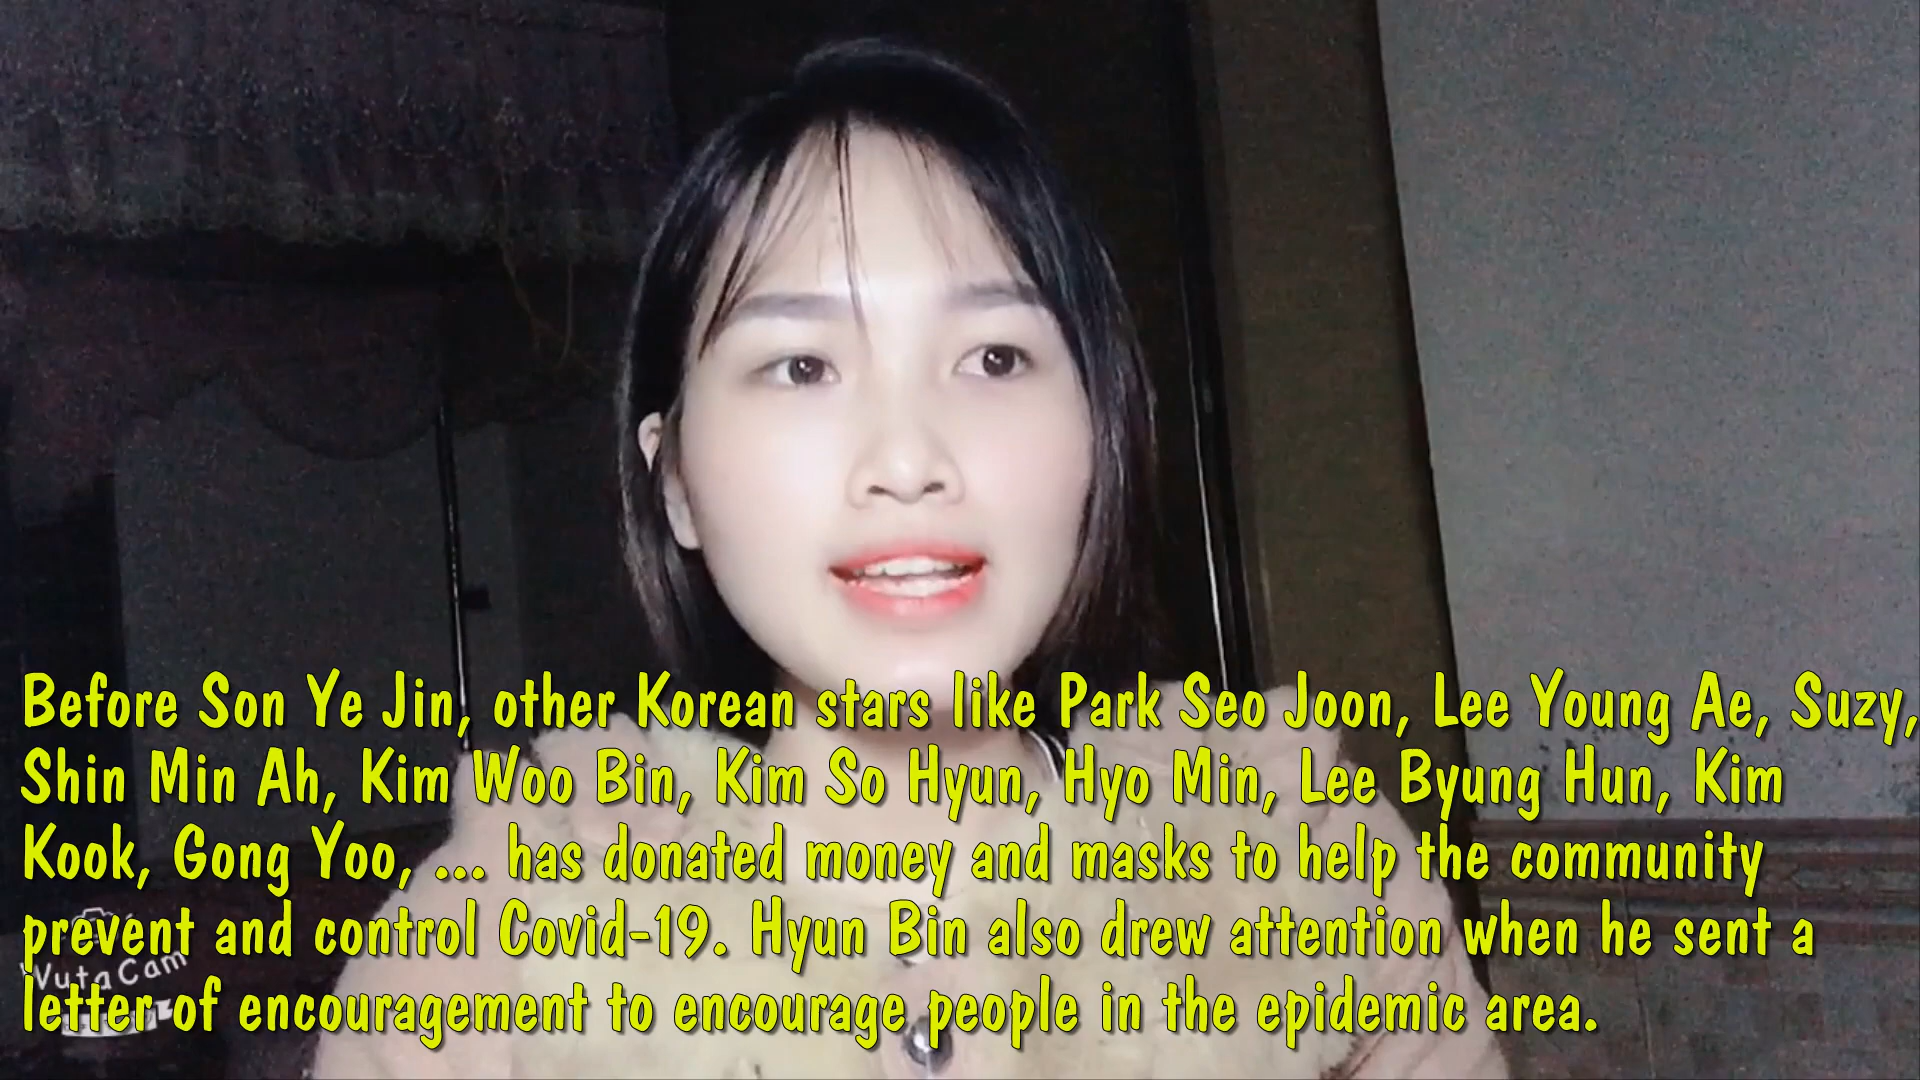 Before Son Ye Jin, other Korean stars like Park Seo Joon, Lee Young Ae, Suzy,
Shin Min Ah, Kim Woo Bin, Kim So Hyun, Hyo Min, Lee Byung Hun, Kim
Kook, Gong Yoo, ... has donated money and masks to help the community
prevent and control Covid-19. Hyun Bin also drew attention when he sent a
letter of encouragement to encourage people in the epidemic area.
Wuta Cam